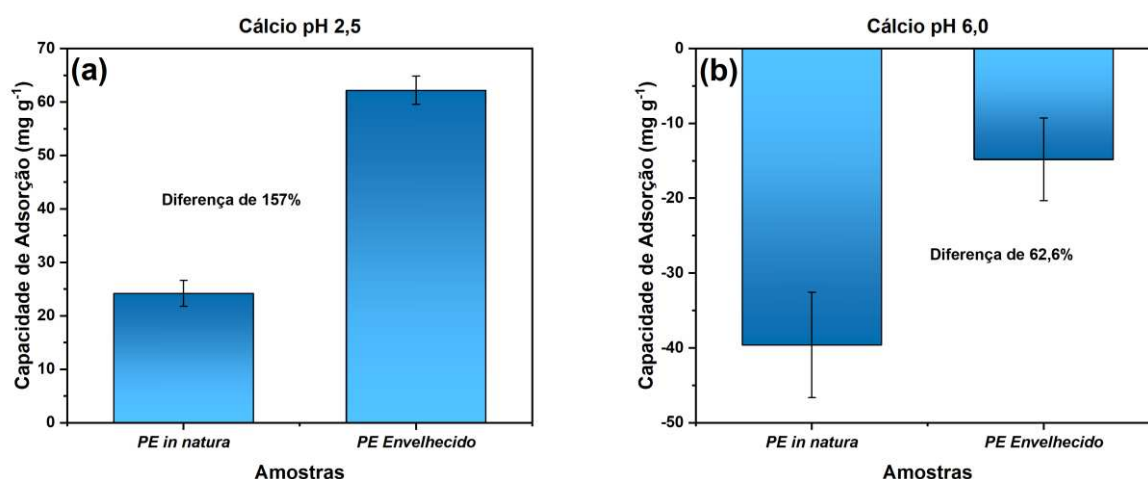 Cálcio pH 2,5
(a)
Capacidade de Adsorção (mg g⁻¹)
70
60
50
40
30
20
10
0
Diferença de 157%
PE in natura
PE Envelhecido
Amostras
Cálcio pH 6,0
(b)
Capacidade de Adsorção (mg g⁻¹)
0
-10
-20
-30
-40
-50
Diferença de 62,6%
PE in natura
PE Envelhecido
Amostras